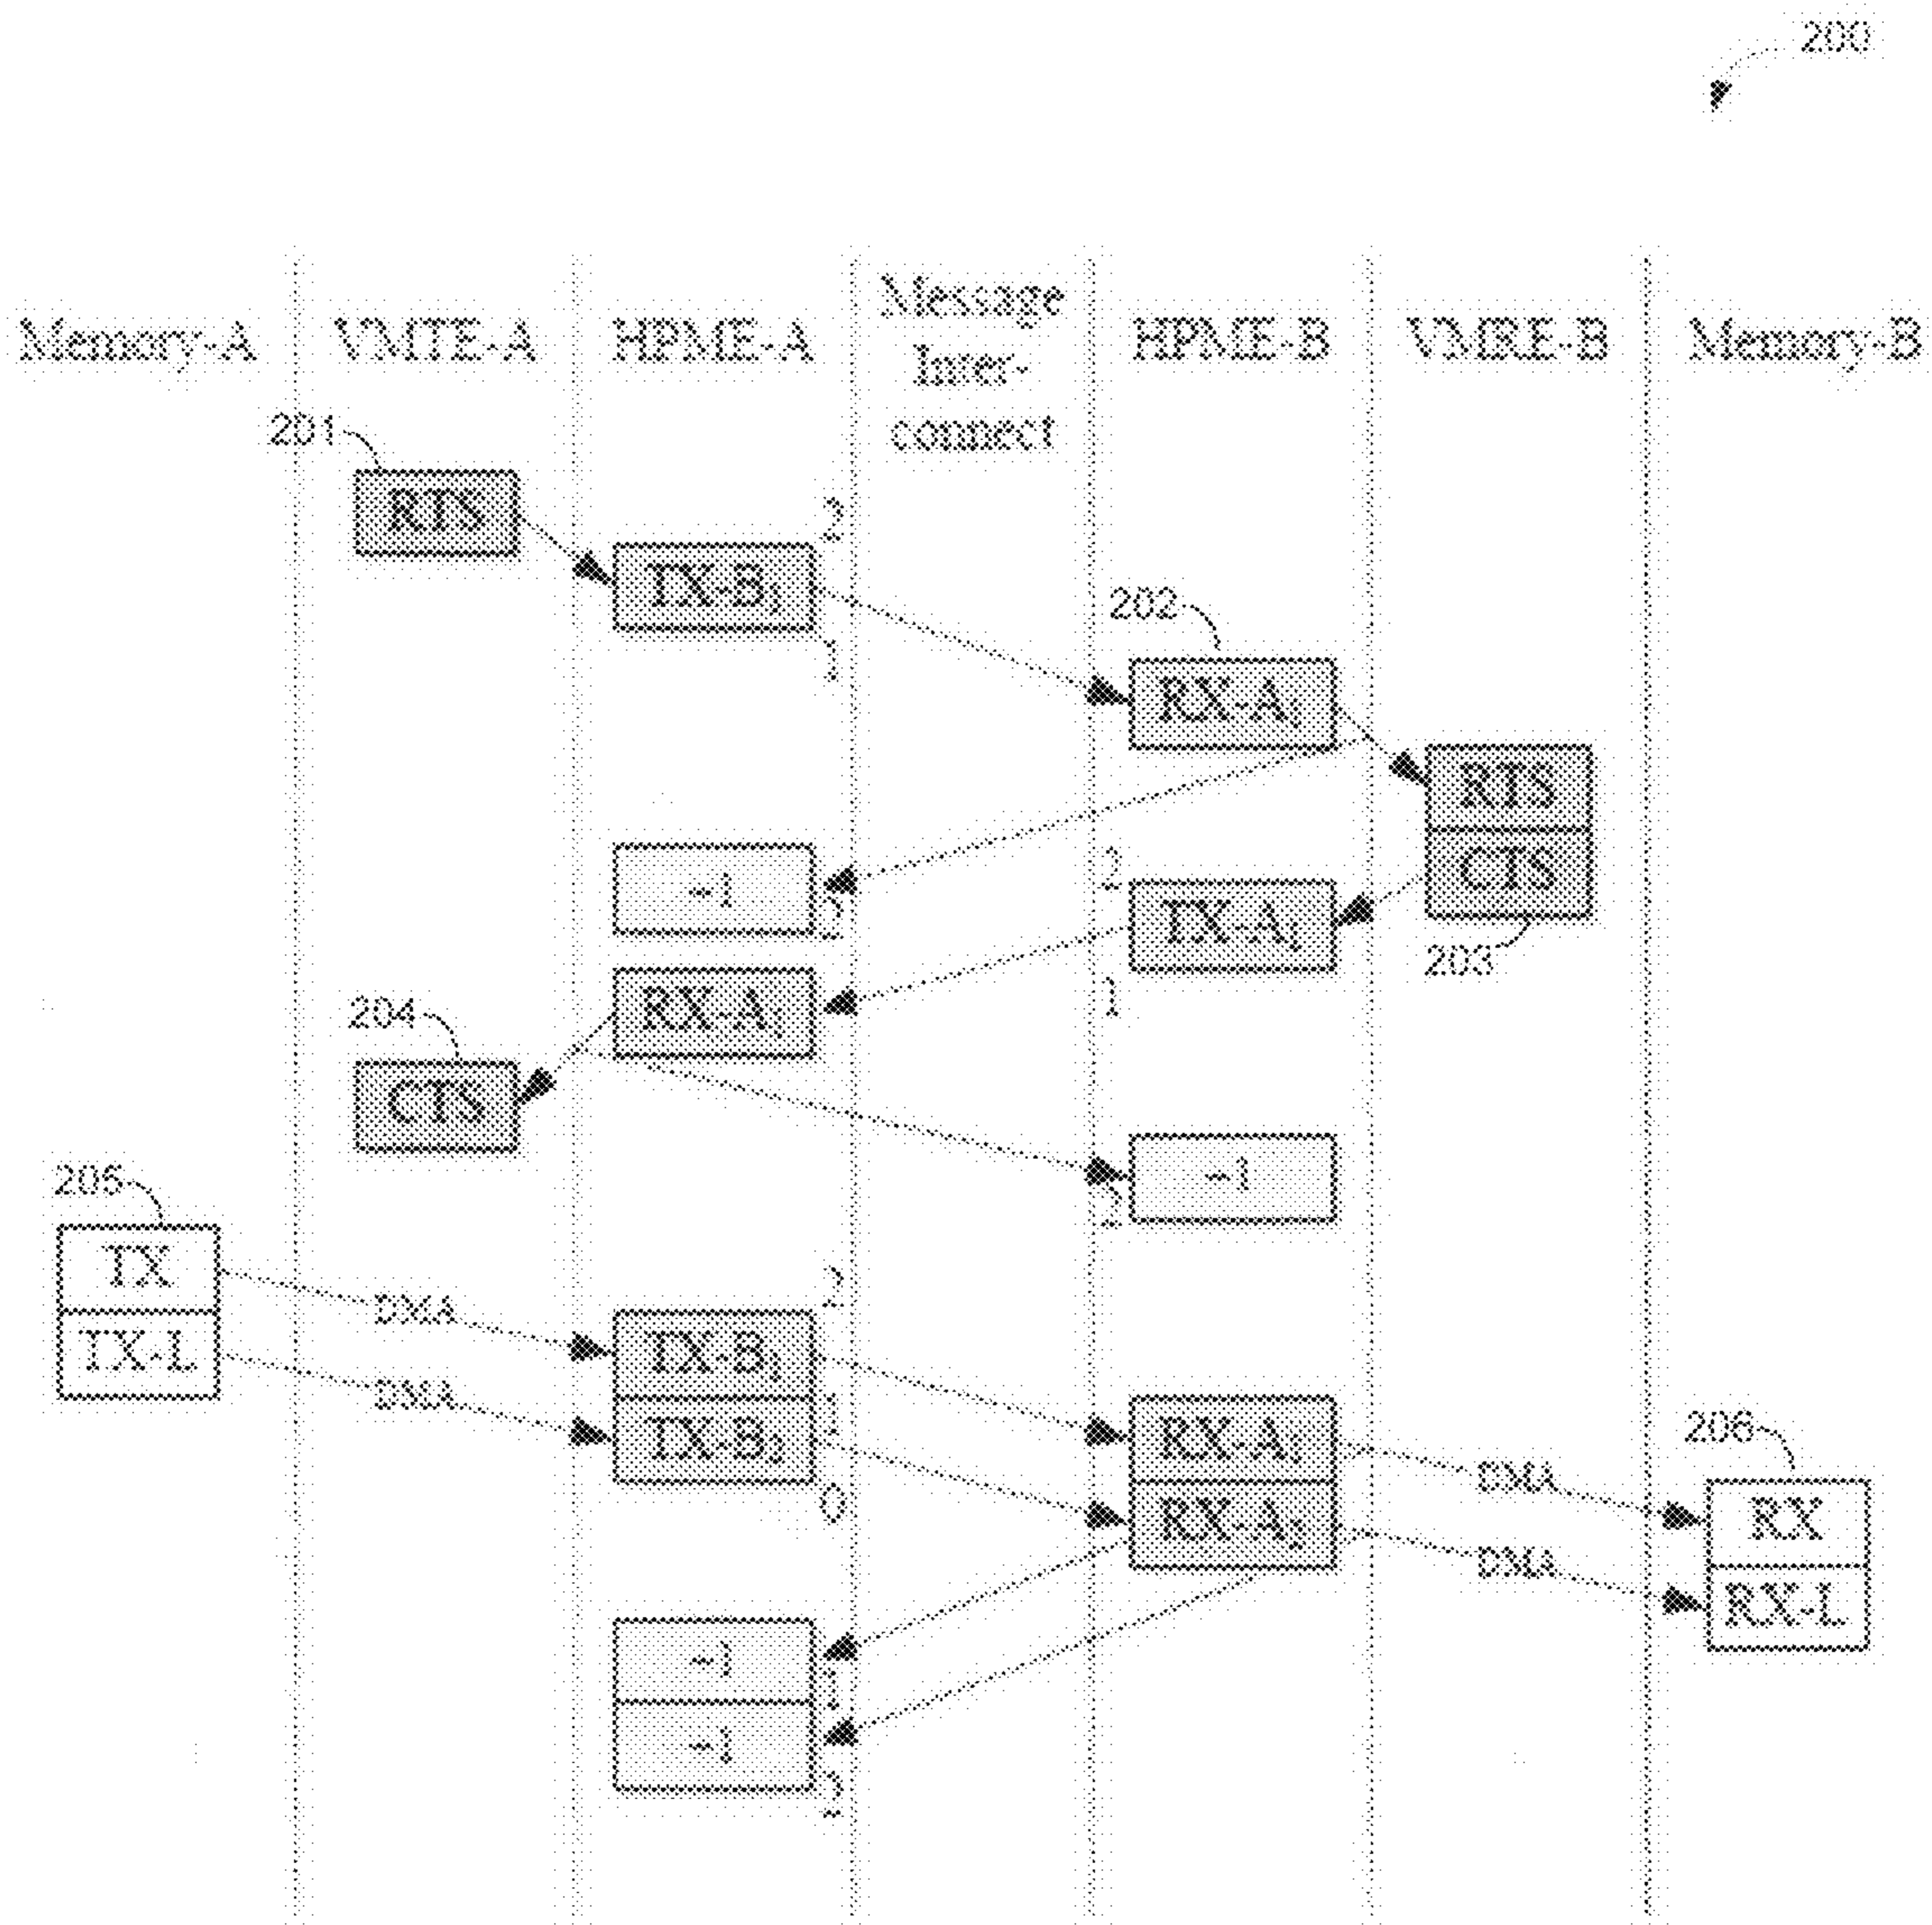 200
Message
Inter-
connect
Memory-A
VMTE-A
HPME-A
HPME-B
VMRE-B
Memory-B
201
RTS
2
TX-B1
1
202
RX-A1
RTS
CTS
203
-1
2
2
TX-A1
1
RX-A1
204
CTS
-1
2
205
TX
TX-L
DMA
DMA
2
TX-B1
1
TX-B2
0
RX-A1
RX-A2
DMA
DMA
206
RX
RX-L
-1
1
-1
2